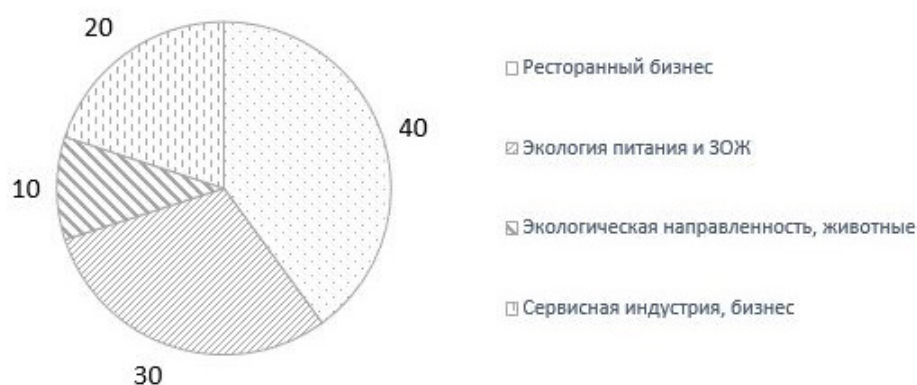 20
40
10
30
Ресторанный бизнес
Экология питания и ЗОЖ
Экологическая направленность, животные
Сервисная индустрия, бизнес